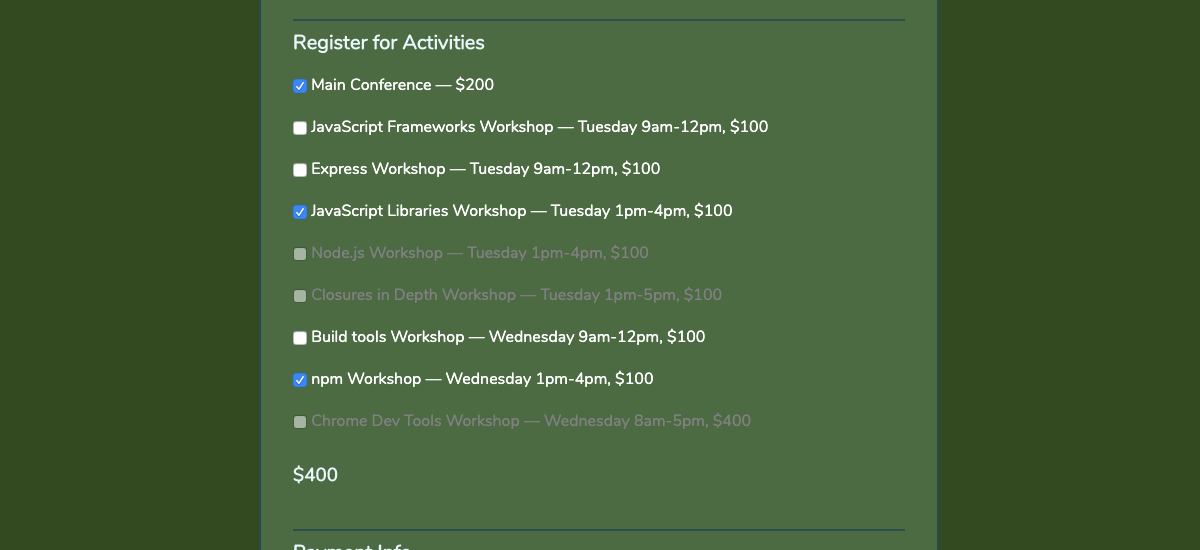 Register for Activities
Main Conference — $200
JavaScript Frameworks Workshop — Tuesday 9am-12pm, $100
Express Workshop — Tuesday 9am-12pm, $100
JavaScript Libraries Workshop — Tuesday 1pm-4pm, $100
Node.js Workshop — Tuesday 1pm-4pm, $100
Closures in Depth Workshop — Tuesday 1pm-5pm, $100
Build tools Workshop — Wednesday 9am-12pm, $100
npm Workshop — Wednesday 1pm-4pm, $100
Chrome Dev Tools Workshop — Wednesday 8am-5pm, $400
$400
Payment Info